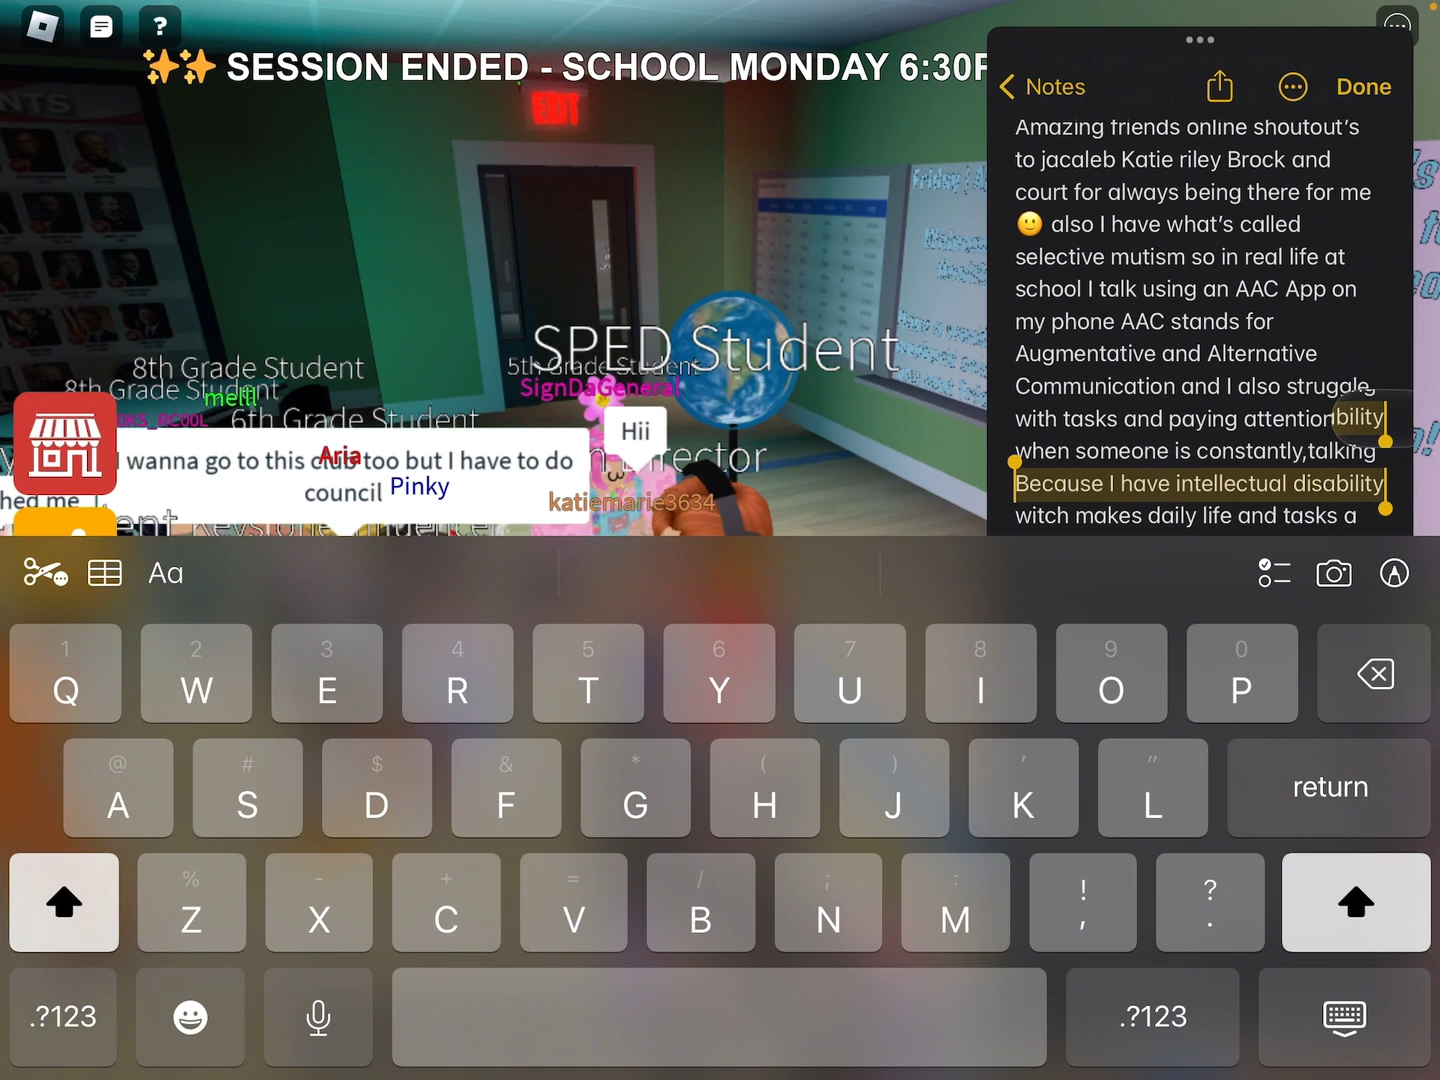 ?
✨✨ SESSION ENDED - SCHOOL MONDAY 6:30P
EXIT
SPED Student
8th Grade Student
5th Grade Student
8th Grade Student
SignDaGeneral
melll
6th Grade Student
Hii
I wanna go to this club too but I have to do
council
Aria
Pinky
Director
hed me
katiemarie3634
Notes
Done
Amazing friends online shoutout's
to jacaleb Katie riley Brock and
court for always being there for me
🙂 also I have what's called
selective mutism so in real life at
school I talk using an AAC App on
my phone AAC stands for
Augmentative and Alternative
Communication and I also struggle
with tasks and paying attention
bility
when someone is constantly,talking
Because I have intellectual disability
witch makes daily life and tasks a
Aa
1 2 3 4 5 6 7 8 9 0
Q W E R T Y U I O P
@ # $ & * ( ) ' "
A S D F G H J K L return
% - + = / ; : ! ?
Z X C V B N M , .
.?123 .?123